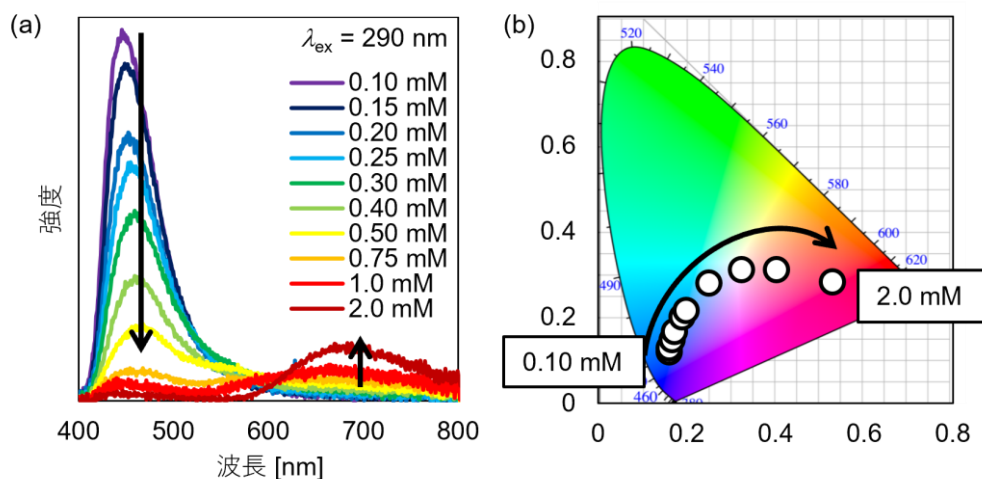 (a)
λex = 290 nm
0.10 mM
0.15 mM
0.20 mM
0.25 mM
0.30 mM
0.40 mM
0.50 mM
0.75 mM
1.0 mM
2.0 mM
強度
400 500 600 700 800
波長 [nm]
(b)
0.8
0.6
0.4
0.2
0
0 0.2 0.4 0.6 0.8
520
540
560
580
600
620
490
460
0.10 mM
2.0 mM